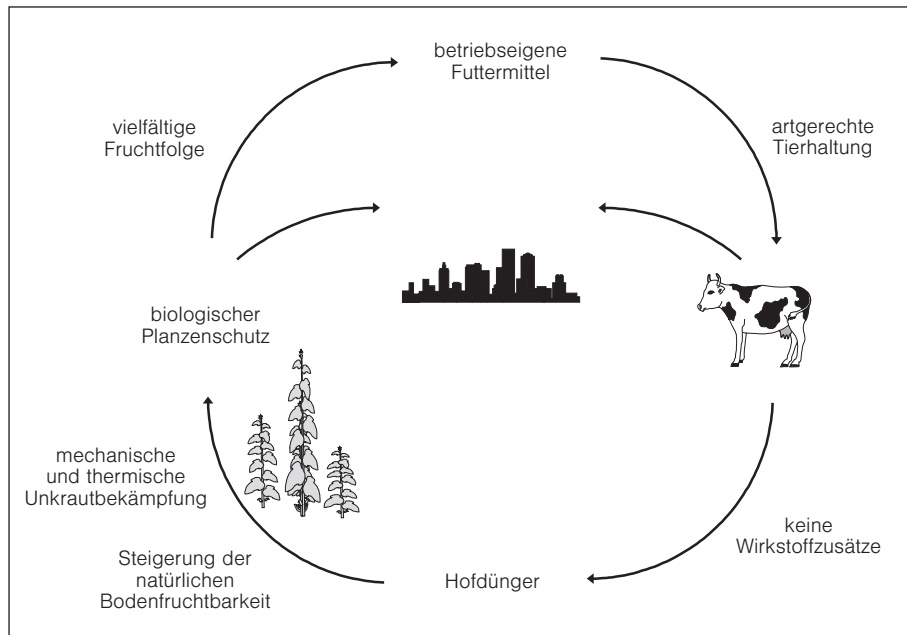 betriebseigene
Futtermittel
vielfältige
Fruchtfolge
artgerechte
Tierhaltung
biologischer
Planzenschutz
mechanische
und thermische
Unkrautbekämpfung
keine
Wirkstoffzusätze
Steigerung der
natürlichen
Bodenfruchtbarkeit
Hofdünger